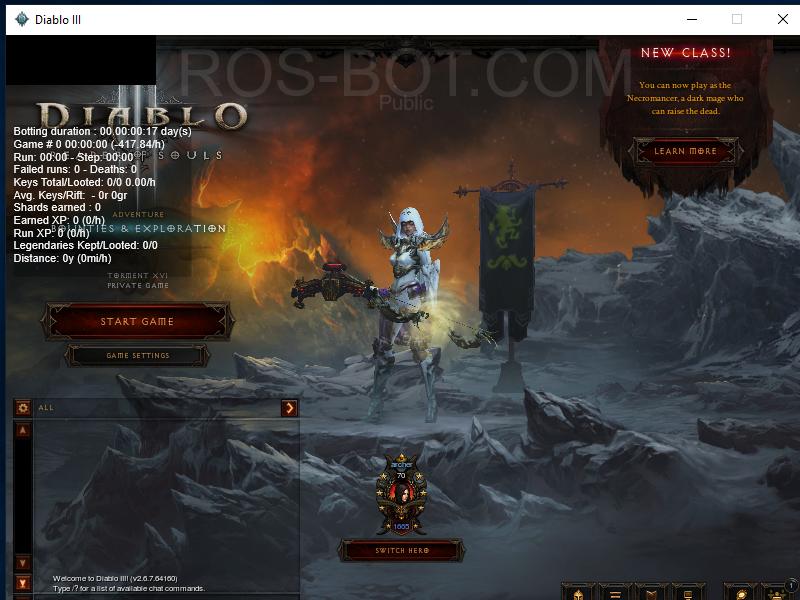 Diablo III
ROS-BOT.COM
Public
NEW CLASS!
You can now play as the
Necromancer, a dark mage who
can raise the dead.
LEARN MORE
DIABLO
Botting duration : 00.00:00:17 day(s)
Game # 0 00:00:00 (-417.84/h)
Run: 00:00 - Step: 00:00
OF SOULS
Failed runs: 0 - Deaths: 0
Keys Total/Looted: 0/0 0.00/h
Avg. Keys/Rift: - 0r 0gr
Shards earned : 0
ADVENTURE
Earned XP: 0 (0/h)
BOUNTIES & EXPLORATION
Run XP: 0 (0/h)
Legendaries Kept/Looted: 0/0
Distance: 0y (0mi/h)
TORMENT XVI
PRIVATE GAME
START GAME
GAME SETTINGS
ALL
archer
70
1665
SWITCH HERO
Welcome to Diablo III! (v2.6.7.64160)
Type /? for a list of available chat commands.
1